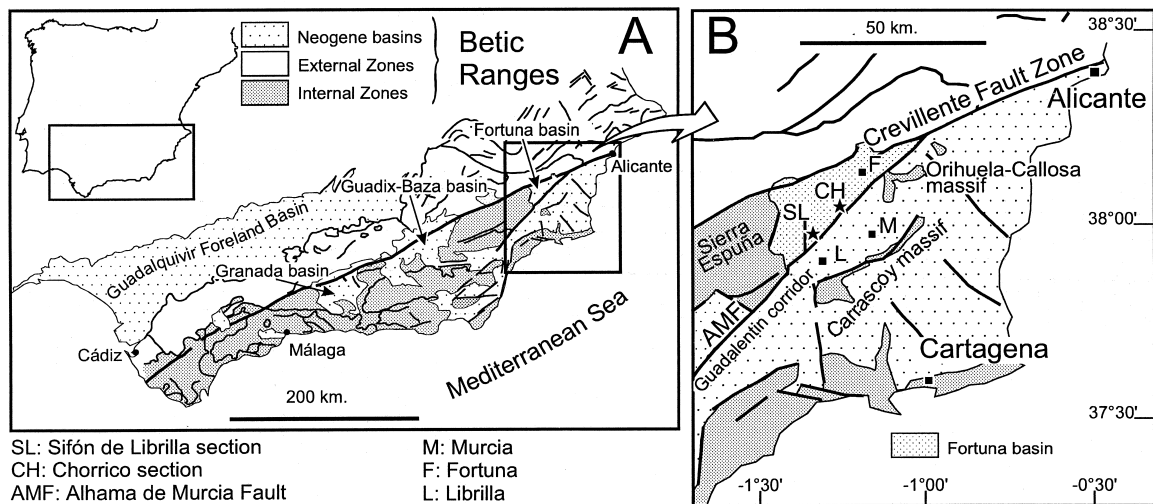 A
Neogene basins
External Zones
Internal Zones
Betic
Ranges
Fortuna basin
Alicante
Guadix-Baza basin
Guadalquivir Foreland Basin
Granada basin
Cádiz
Málaga
Mediterranean Sea
200 km.
B
50 km.
38°30'
Crevillente Fault Zone
Alicante
F
Orihuela-Callosa
massif
CH
SL
M
38°00'
Sierra
Espuña
L
Carrascoy massif
AMF
Guadalentín corridor
Cartagena
37°30'
Fortuna basin
-1°30'
-1°00'
-0°30'
SL: Sifón de Librilla section
CH: Chorrico section
AMF: Alhama de Murcia Fault
M: Murcia
F: Fortuna
L: Librilla